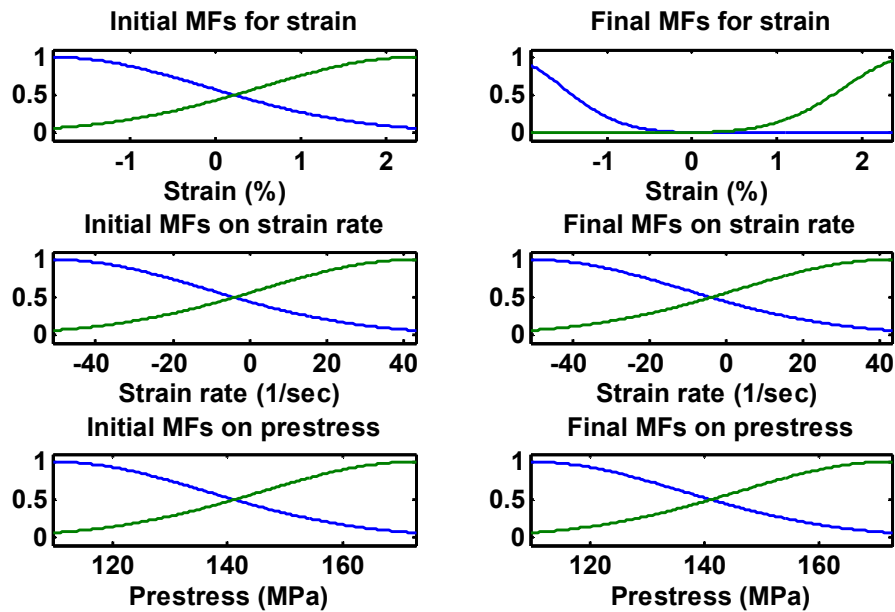 Initial MFs for strain
1
0.5
0
-1 0 1 2
Strain (%)
Final MFs for strain
1
0.5
0
-1 0 1 2
Strain (%)
Initial MFs on strain rate
1
0.5
0
-40 -20 0 20 40
Strain rate (1/sec)
Final MFs on strain rate
1
0.5
0
-40 -20 0 20 40
Strain rate (1/sec)
Initial MFs on prestress
1
0.5
0
120 140 160
Prestress (MPa)
Final MFs on prestress
1
0.5
0
120 140 160
Prestress (MPa)